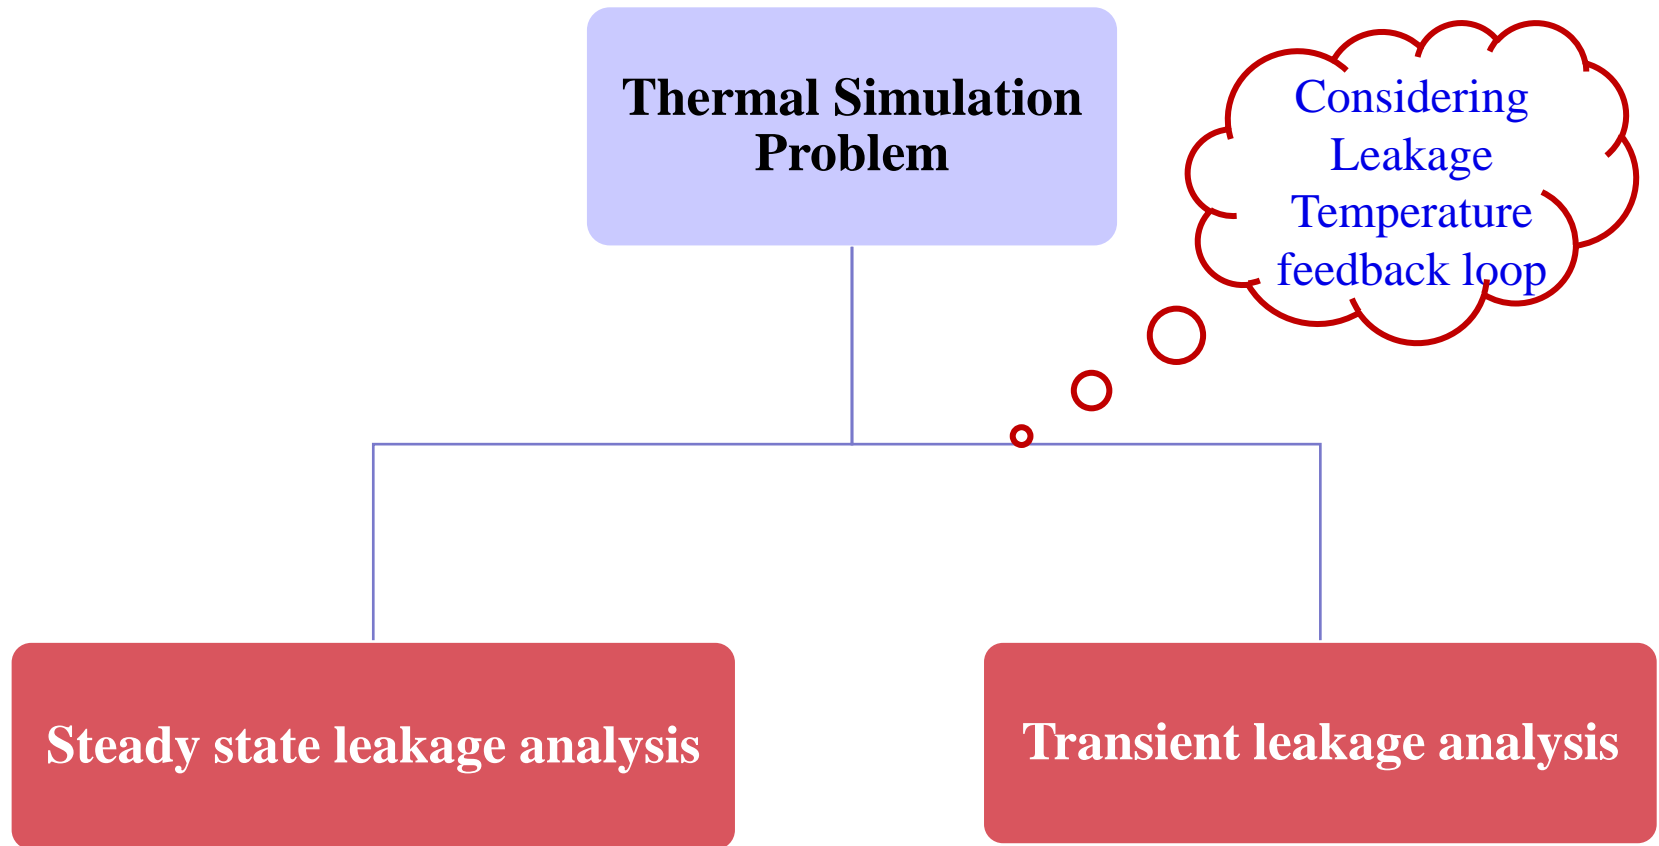 Thermal Simulation
Problem
Considering
Leakage
Temperature
feedback loop
Steady state leakage analysis
Transient leakage analysis